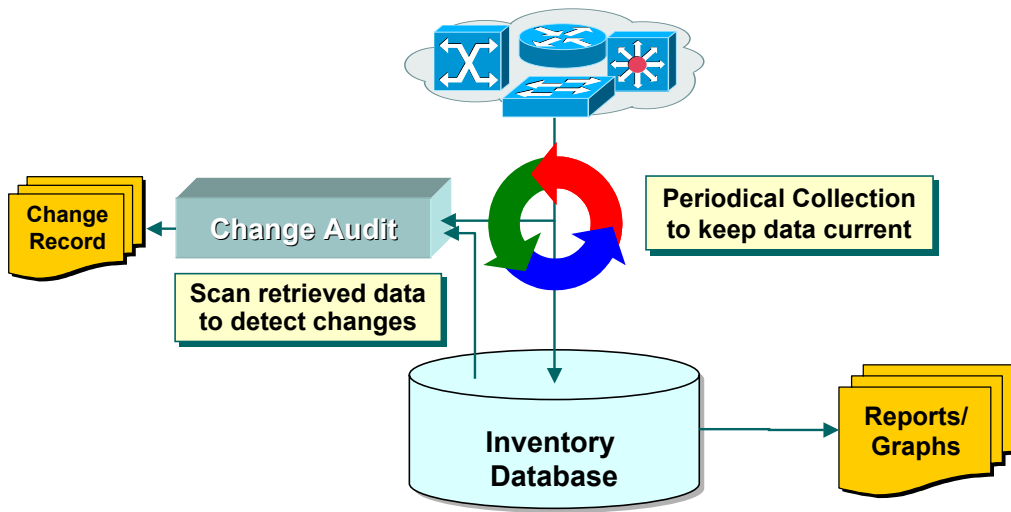 Change
Record
Change Audit
Periodical Collection
to keep data current
Scan retrieved data
to detect changes
Inventory
Database
Reports/
Graphs